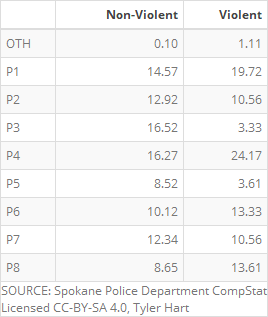 Non-Violent Violent
OTH 0.10 1.11
P1 14.57 19.72
P2 12.92 10.56
P3 16.52 3.33
P4 16.27 24.17
P5 8.52 3.61
P6 10.12 13.33
P7 12.34 10.56
P8 8.65 13.61
SOURCE: Spokane Police Department CompStat
Licensed CC-BY-SA 4.0, Tyler Hart